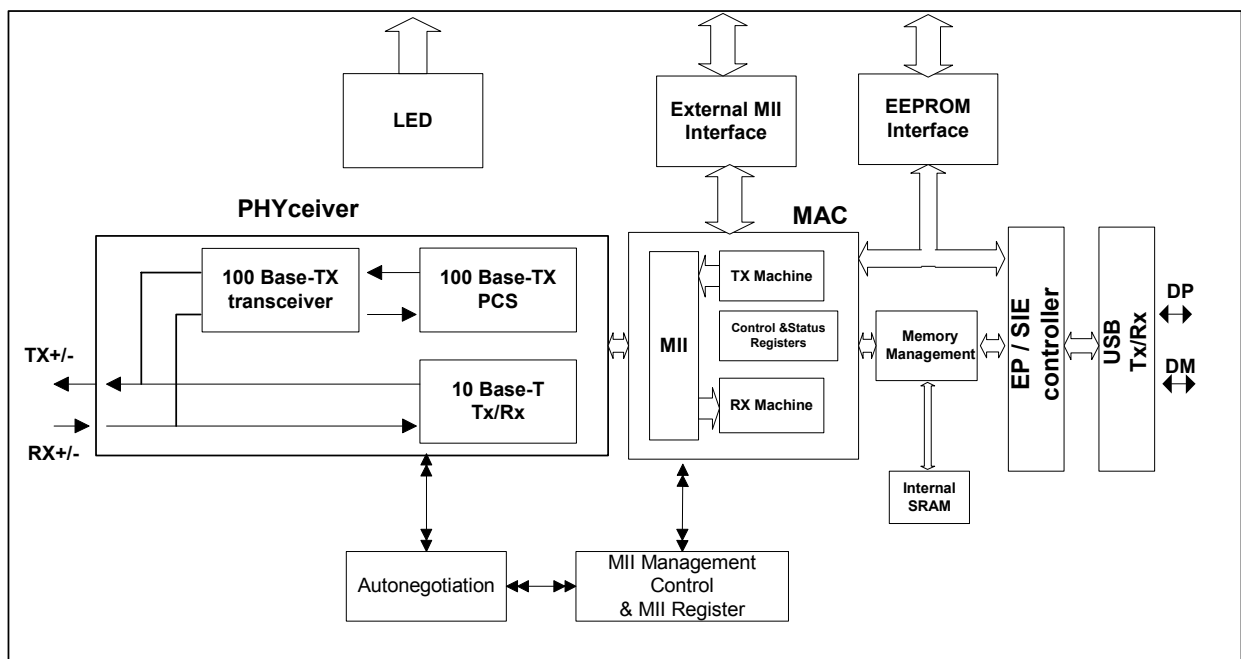 LED
External MII
Interface
EEPROM
Interface
PHYceiver
MAC
100 Base-TX
transceiver
100 Base-TX
PCS
TX Machine
MII
Control &Status
Registers
RX Machine
10 Base-T
Tx/Rx
TX+/-
RX+/-
Memory
Management
Internal
SRAM
EP / SIE
controller
USB
Tx/Rx
DP
DM
Autonegotiation
MII Management
Control
& MII Register